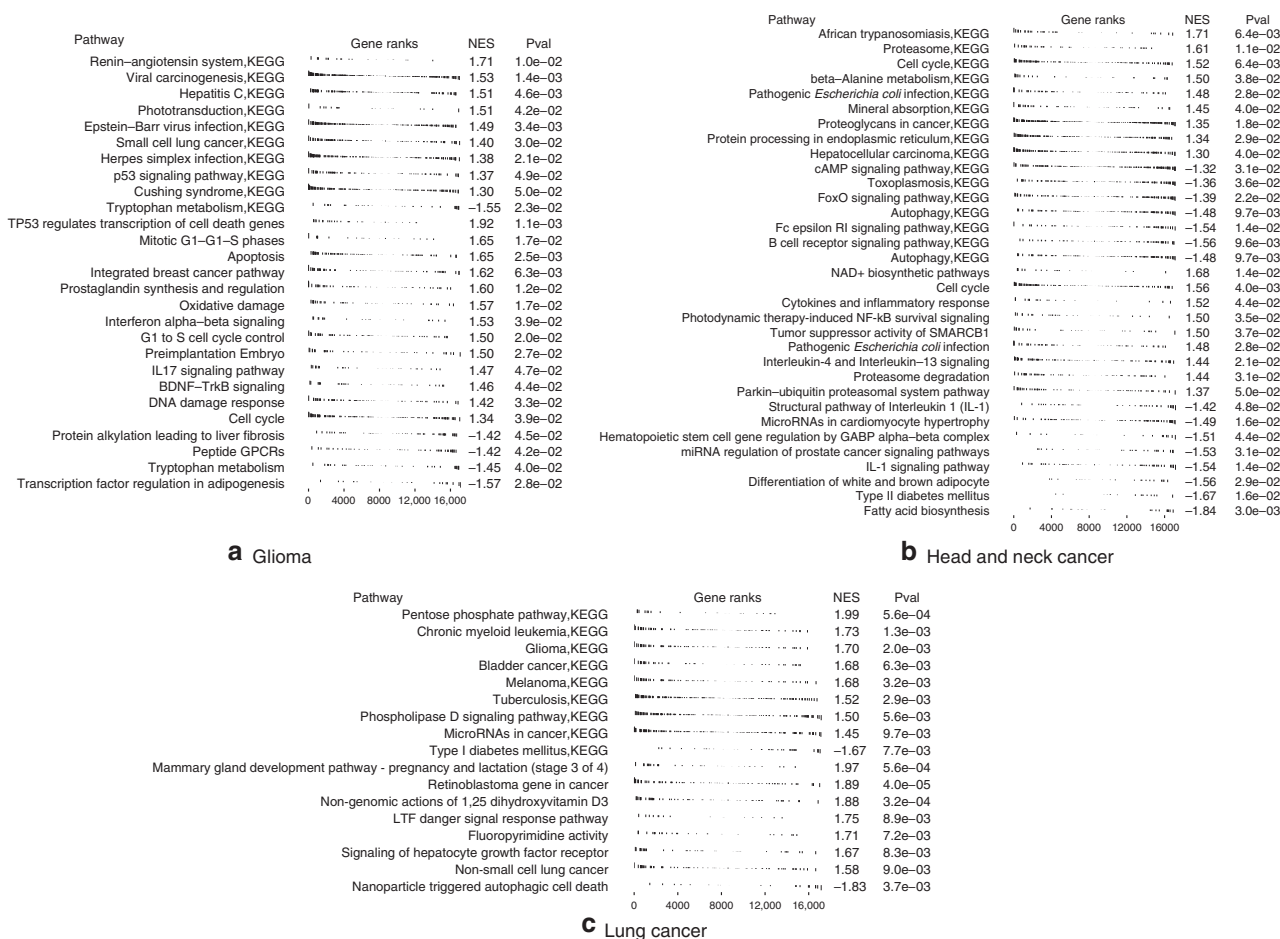 Pathway Gene ranks NES Pval
Renin–angiotensin system,KEGG 1.71 1.0e–02
Viral carcinogenesis,KEGG 1.53 1.4e–03
Hepatitis C,KEGG 1.51 4.6e–03
Phototransduction,KEGG 1.51 4.2e–02
Epstein–Barr virus infection,KEGG 1.49 3.4e–03
Small cell lung cancer,KEGG 1.40 3.0e–02
Herpes simplex infection,KEGG 1.38 2.1e–02
p53 signaling pathway,KEGG 1.37 4.9e–02
Cushing syndrome,KEGG 1.30 5.0e–02
Tryptophan metabolism,KEGG −1.55 2.3e–02
TP53 regulates transcription of cell death genes 1.92 1.1e–03
Mitotic G1–G1–S phases 1.65 1.7e–02
Apoptosis 1.65 2.5e–03
Integrated breast cancer pathway 1.62 6.3e–03
Prostaglandin synthesis and regulation 1.60 1.2e–02
Oxidative damage 1.57 1.7e–02
Interferon alpha–beta signaling 1.53 3.9e–02
G1 to S cell cycle control 1.50 2.0e–02
Preimplantation Embryo 1.50 2.7e–02
IL17 signaling pathway 1.47 4.7e–02
BDNF–TrkB signaling 1.46 4.4e–02
DNA damage response 1.42 3.3e–02
Cell cycle 1.34 3.9e–02
Protein alkylation leading to liver fibrosis −1.42 4.5e–02
Peptide GPCRs −1.42 4.2e–02
Tryptophan metabolism −1.45 4.0e–02
Transcription factor regulation in adipogenesis −1.57 2.8e–02
0 4000 8000 12,000 16,000
a Glioma
Pathway Gene ranks NES Pval
African trypanosomiasis,KEGG 1.71 6.4e–03
Proteasome,KEGG 1.61 1.1e–02
Cell cycle,KEGG 1.52 6.4e–03
beta–Alanine metabolism,KEGG 1.50 3.8e–02
Pathogenic Escherichia coli infection,KEGG 1.48 2.8e–02
Mineral absorption,KEGG 1.45 4.0e–02
Proteoglycans in cancer,KEGG 1.35 1.8e–02
Protein processing in endoplasmic reticulum,KEGG 1.34 2.9e–02
Hepatocellular carcinoma,KEGG 1.30 4.0e–02
cAMP signaling pathway,KEGG −1.32 3.1e–02
Toxoplasmosis,KEGG −1.36 3.6e–02
FoxO signaling pathway,KEGG −1.39 2.2e–02
Autophagy,KEGG −1.48 9.7e–03
Fc epsilon RI signaling pathway,KEGG −1.54 1.4e–02
B cell receptor signaling pathway,KEGG −1.56 9.6e–03
Autophagy,KEGG −1.48 9.7e–03
NAD+ biosynthetic pathways 1.68 1.4e–02
Cell cycle 1.56 4.0e–03
Cytokines and inflammatory response 1.52 4.4e–02
Photodynamic therapy-induced NF-kB survival signaling 1.50 3.5e–02
Tumor suppressor activity of SMARCB1 1.50 3.7e–02
Pathogenic Escherichia coli infection 1.48 2.8e–02
Interleukin-4 and Interleukin–13 signaling 1.44 2.1e–02
Proteasome degradation 1.44 3.1e–02
Parkin–ubiquitin proteasomal system pathway 1.37 5.0e–02
Structural pathway of Interleukin 1 (IL-1) −1.42 4.8e–02
MicroRNAs in cardiomyocyte hypertrophy −1.49 1.6e–02
Hematopoietic stem cell gene regulation by GABP alpha–beta complex −1.51 4.4e–02
miRNA regulation of prostate cancer signaling pathways −1.53 3.1e–02
IL-1 signaling pathway −1.54 1.4e–02
Differentiation of white and brown adipocyte −1.56 2.9e–02
Type II diabetes mellitus −1.67 1.6e–02
Fatty acid biosynthesis −1.84 3.0e–03
0 4000 8000 12000 16000
b Head and neck cancer
Pathway Gene ranks NES Pval
Pentose phosphate pathway,KEGG 1.99 5.6e–04
Chronic myeloid leukemia,KEGG 1.73 1.3e–03
Glioma,KEGG 1.70 2.0e–03
Bladder cancer,KEGG 1.68 6.3e–03
Melanoma,KEGG 1.68 3.2e–03
Tuberculosis,KEGG 1.52 2.9e–03
Phospholipase D signaling pathway,KEGG 1.50 5.6e–03
MicroRNAs in cancer,KEGG 1.45 9.7e–03
Type I diabetes mellitus,KEGG −1.67 7.7e–03
Mammary gland development pathway - pregnancy and lactation (stage 3 of 4) 1.97 5.6e–04
Retinoblastoma gene in cancer 1.89 4.0e–05
Non-genomic actions of 1,25 dihydroxyvitamin D3 1.88 3.2e–04
LTF danger signal response pathway 1.75 8.9e–03
Fluoropyrimidine activity 1.71 7.2e–03
Signaling of hepatocyte growth factor receptor 1.67 8.3e–03
Non-small cell lung cancer 1.58 9.0e–03
Nanoparticle triggered autophagic cell death −1.83 3.7e–03
0 4000 8000 12,000 16,000
c Lung cancer